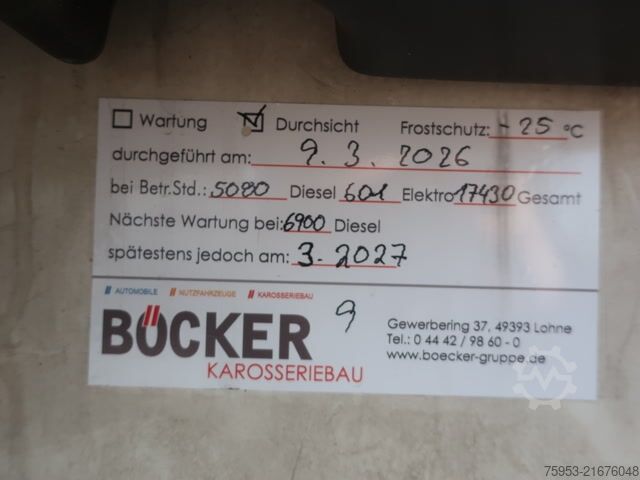 Wartung Durchsicht Frostschutz: -25 °C
durchgeführt am: 9.3.2026
bei Betr.Std.: 5080 Diesel 601 Elektro 17430 Gesamt
Nächste Wartung bei: 6900 Diesel
spätestens jedoch am: 3.2027
// AUTOMOBILE // NUTZFAHRZEUGE // KAROSSERIEBAU
BÖCKER
KAROSSERIEBAU
9
Gewerbering 37, 49393 Lohne
Tel.: 0 44 42 / 98 60 - 0
www.boecker-gruppe.de
75953-21676048